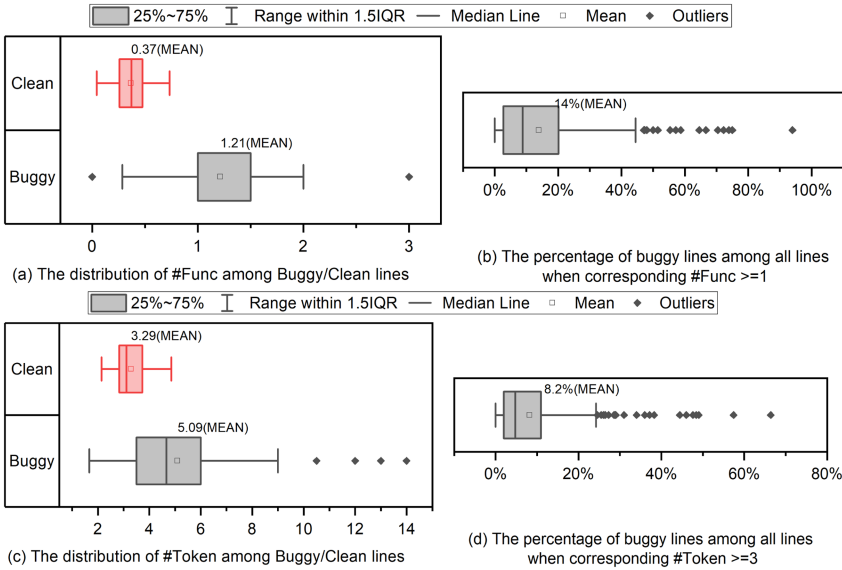 25%~75% Range within 1.5IQR Median Line Mean Outliers
0.37(MEAN)
Clean
1.21(MEAN)
Buggy
0 1 2 3
(a) The distribution of #Func among Buggy/Clean lines
14%(MEAN)
0% 20% 40% 60% 80% 100%
(b) The percentage of buggy lines among all lines
when corresponding #Func >=1
25%~75% Range within 1.5IQR Median Line Mean Outliers
3.29(MEAN)
Clean
5.09(MEAN)
Buggy
2 4 6 8 10 12 14
(c) The distribution of #Token among Buggy/Clean lines
8.2%(MEAN)
0% 20% 40% 60% 80%
(d) The percentage of buggy lines among all lines
when corresponding #Token >=3